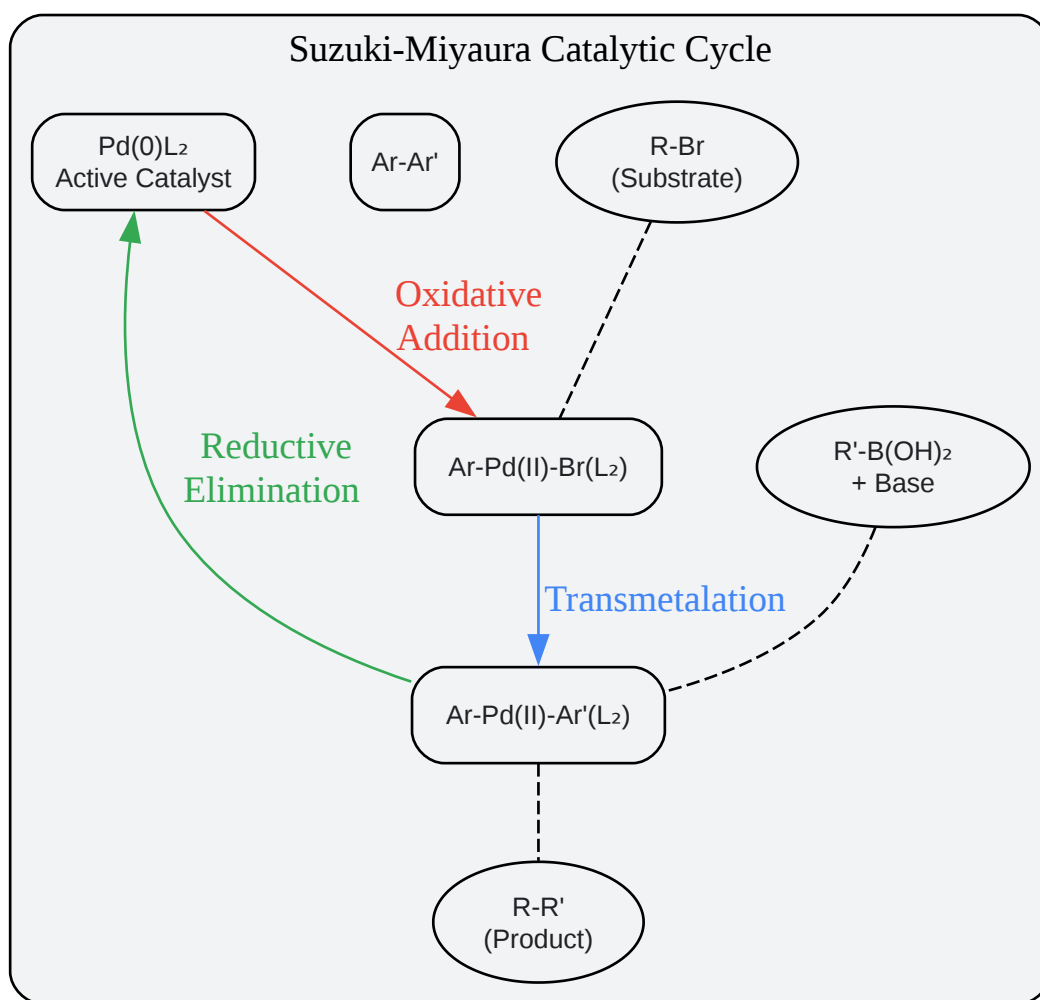 Suzuki-Miyaura Catalytic Cycle
Pd(0)L₂
Active Catalyst
Ar-Ar'
R-Br
(Substrate)
Oxidative
Addition
Reductive
Elimination
Ar-Pd(II)-Br(L₂)
R'-B(OH)₂
+ Base
Transmetalation
Ar-Pd(II)-Ar'(L₂)
R-R'
(Product)